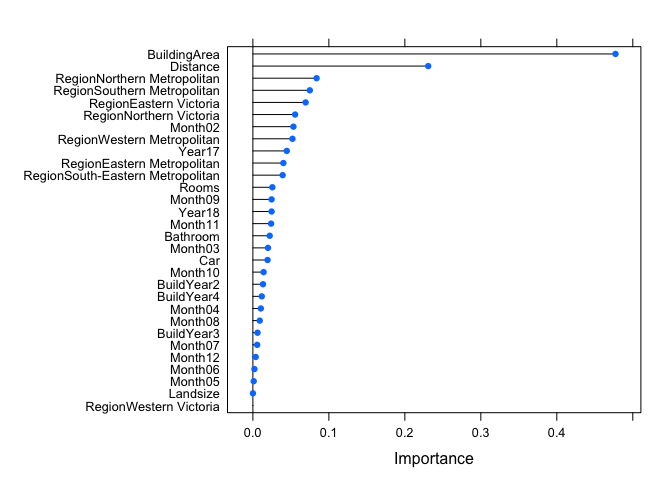 BuildingArea
Distance
RegionNorthern Metropolitan
RegionSouthern Metropolitan
RegionEastern Victoria
RegionNorthern Victoria
Month02
RegionWestern Metropolitan
Year17
RegionEastern Metropolitan
RegionSouth-Eastern Metropolitan
Rooms
Month09
Year18
Month11
Bathroom
Month03
Car
Month10
BuildYear2
BuildYear4
Month04
Month08
BuildYear3
Month07
Month12
Month06
Month05
Landsize
RegionWestern Victoria
0.0 0.1 0.2 0.3 0.4
Importance